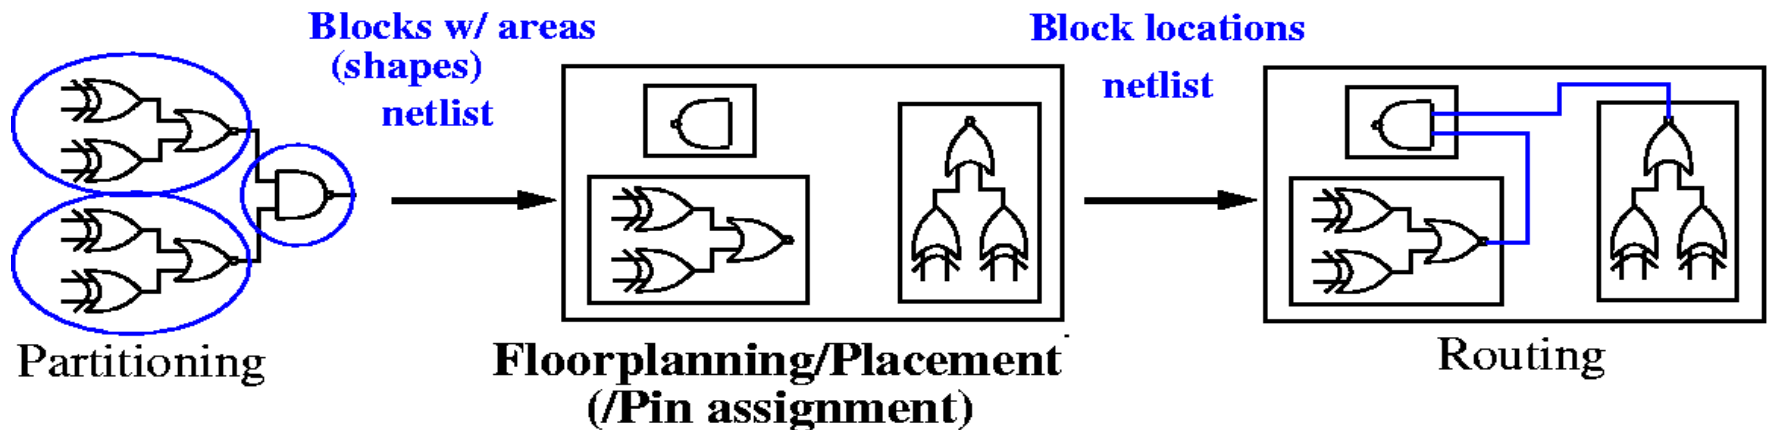 Blocks w/ areas
(shapes)
netlist
Block locations
netlist
Partitioning
Floorplanning/Placement
(/Pin assignment)
Routing